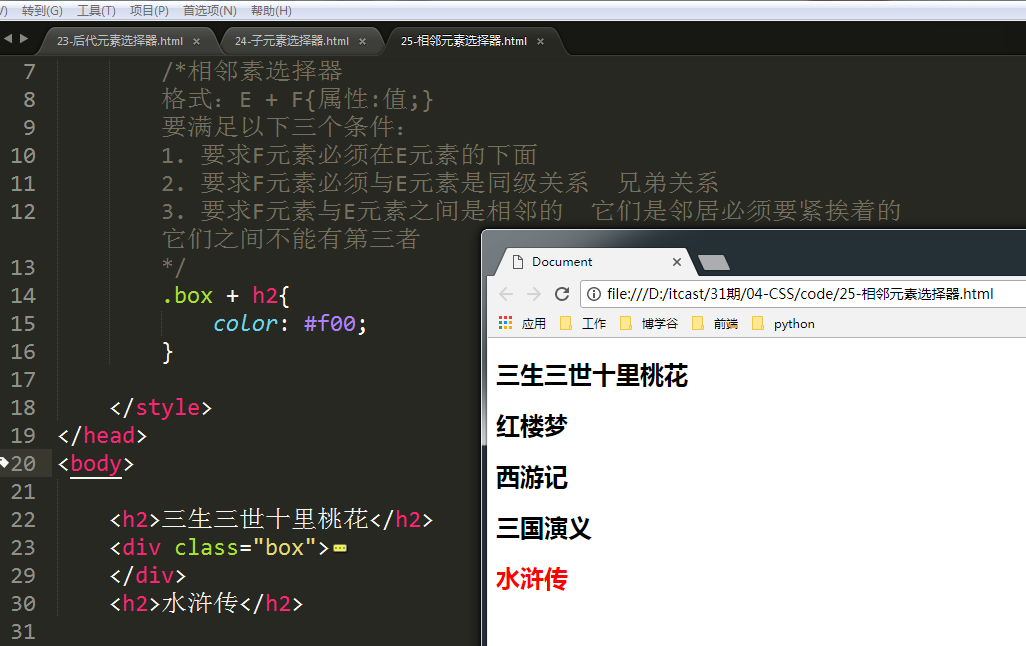 转到(G) 工具(T) 项目(P) 首选项(N) 帮助(H)
23-后代元素选择器.html × 24-子元素选择器.html × 25-相邻元素选择器.html ×
7 /*相邻素选择器
8 格式：E + F{属性:值;}
9 要满足以下三个条件：
10 1. 要求F元素必须在E元素的下面
11 2. 要求F元素必须与E元素是同级关系 兄弟关系
12 3. 要求F元素与E元素之间是相邻的 它们是邻居必须要紧挨着的
它们之间不能有第三者
13 */
14 .box + h2{
15 color: #f00;
16 }
17
18 </style>
19 </head>
20 <body>
21
22 <h2>三生三世十里桃花</h2>
23 <div class="box">
29 </div>
30 <h2>水浒传</h2>
31
Document ×
file:///D:/itcast/31期/04-CSS/code/25-相邻元素选择器.html
应用 工作 博学谷 前端 python
三生三世十里桃花
红楼梦
西游记
三国演义
水浒传